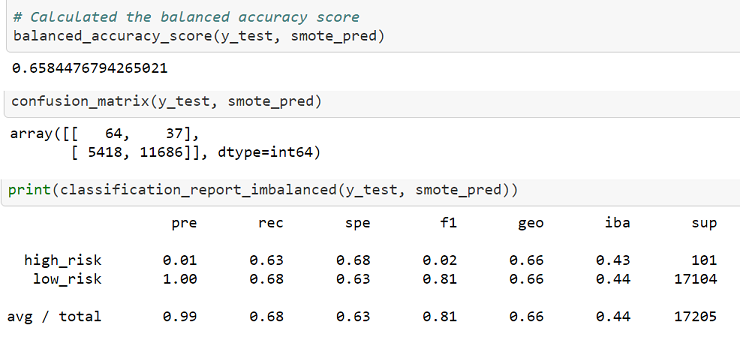 # Calculated the balanced accuracy score
balanced_accuracy_score(y_test, smote_pred)
0.6584476794265021
confusion_matrix(y_test, smote_pred)
array([[   64,    37],
       [ 5418, 11686]], dtype=int64)
print(classification_report_imbalanced(y_test, smote_pred))
pre rec spe f1 geo iba sup
high_risk 0.01 0.63 0.68 0.02 0.66 0.43 101
low_risk 1.00 0.68 0.63 0.81 0.66 0.44 17104
avg / total 0.99 0.68 0.63 0.81 0.66 0.44 17205